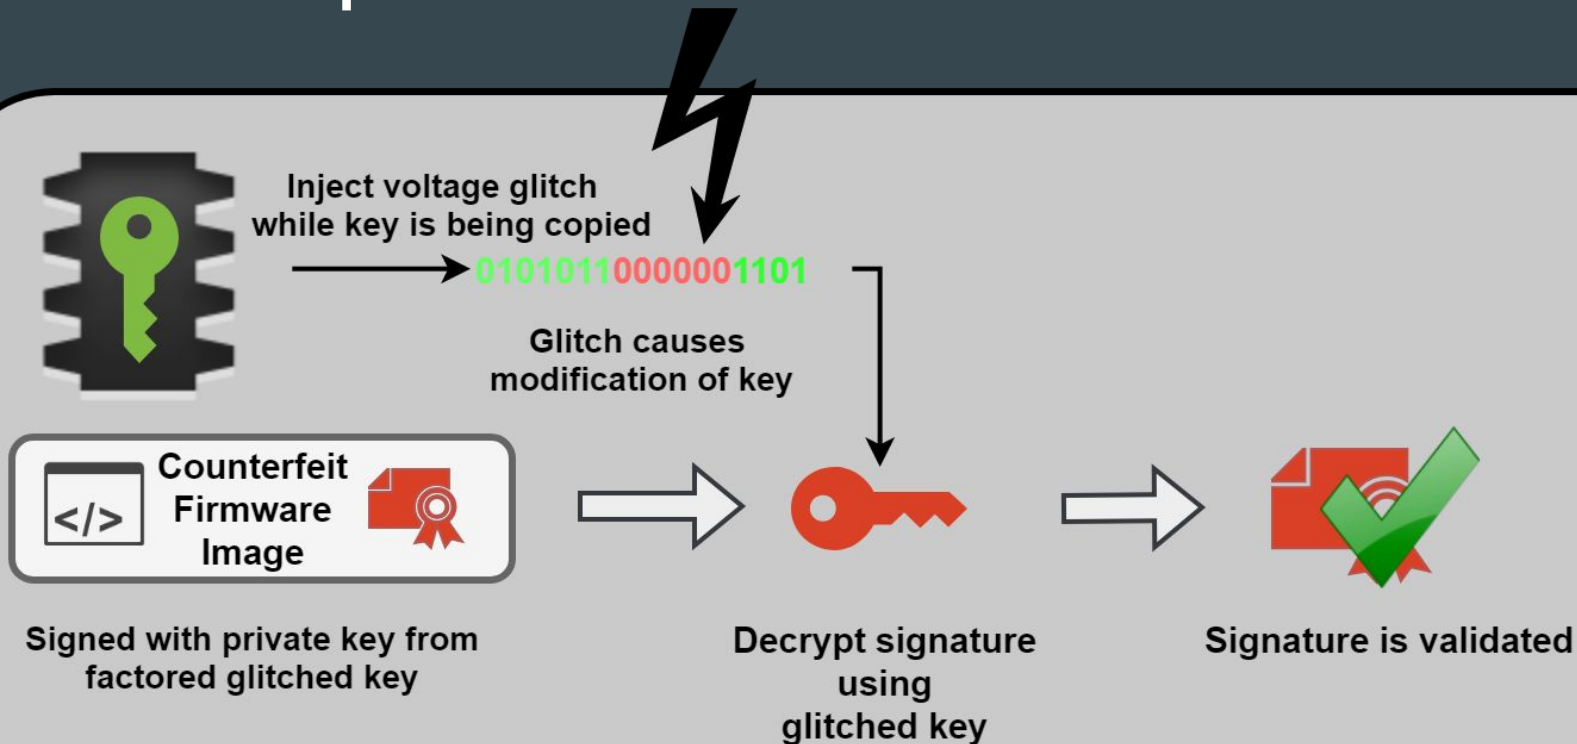 Inject voltage glitch
while key is being copied
01010110000001101
Glitch causes
modification of key
</>
Counterfeit
Firmware
Image
Signed with private key from
factored glitched key
Decrypt signature
using
glitched key
Signature is validated